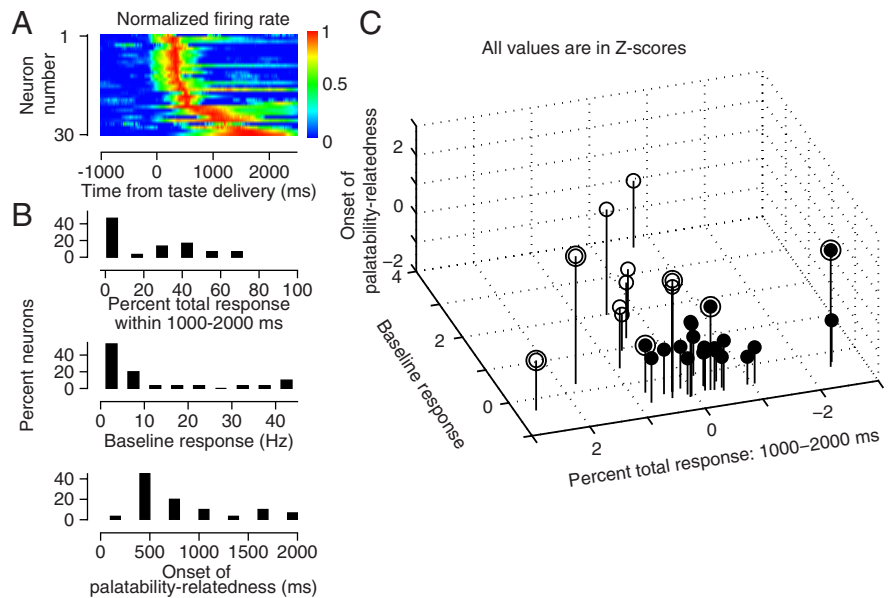 A
Normalized firing rate
Neuron
number
1
30
1
0.5
0
-1000 0 1000 2000
Time from taste delivery (ms)
B
Percent neurons
40
20
0
0 20 40 60 80 100
Percent total response
within 1000-2000 ms
40
20
0
0 10 20 30 40
Baseline response (Hz)
40
20
0
0 500 1000 1500 2000
Onset of
palatability-relatedness (ms)
C
All values are in Z-scores
Onset of
palatability-relatedness
2
0
−2
4
2
0
Baseline response
2 0 −2
Percent total response: 1000–2000 ms